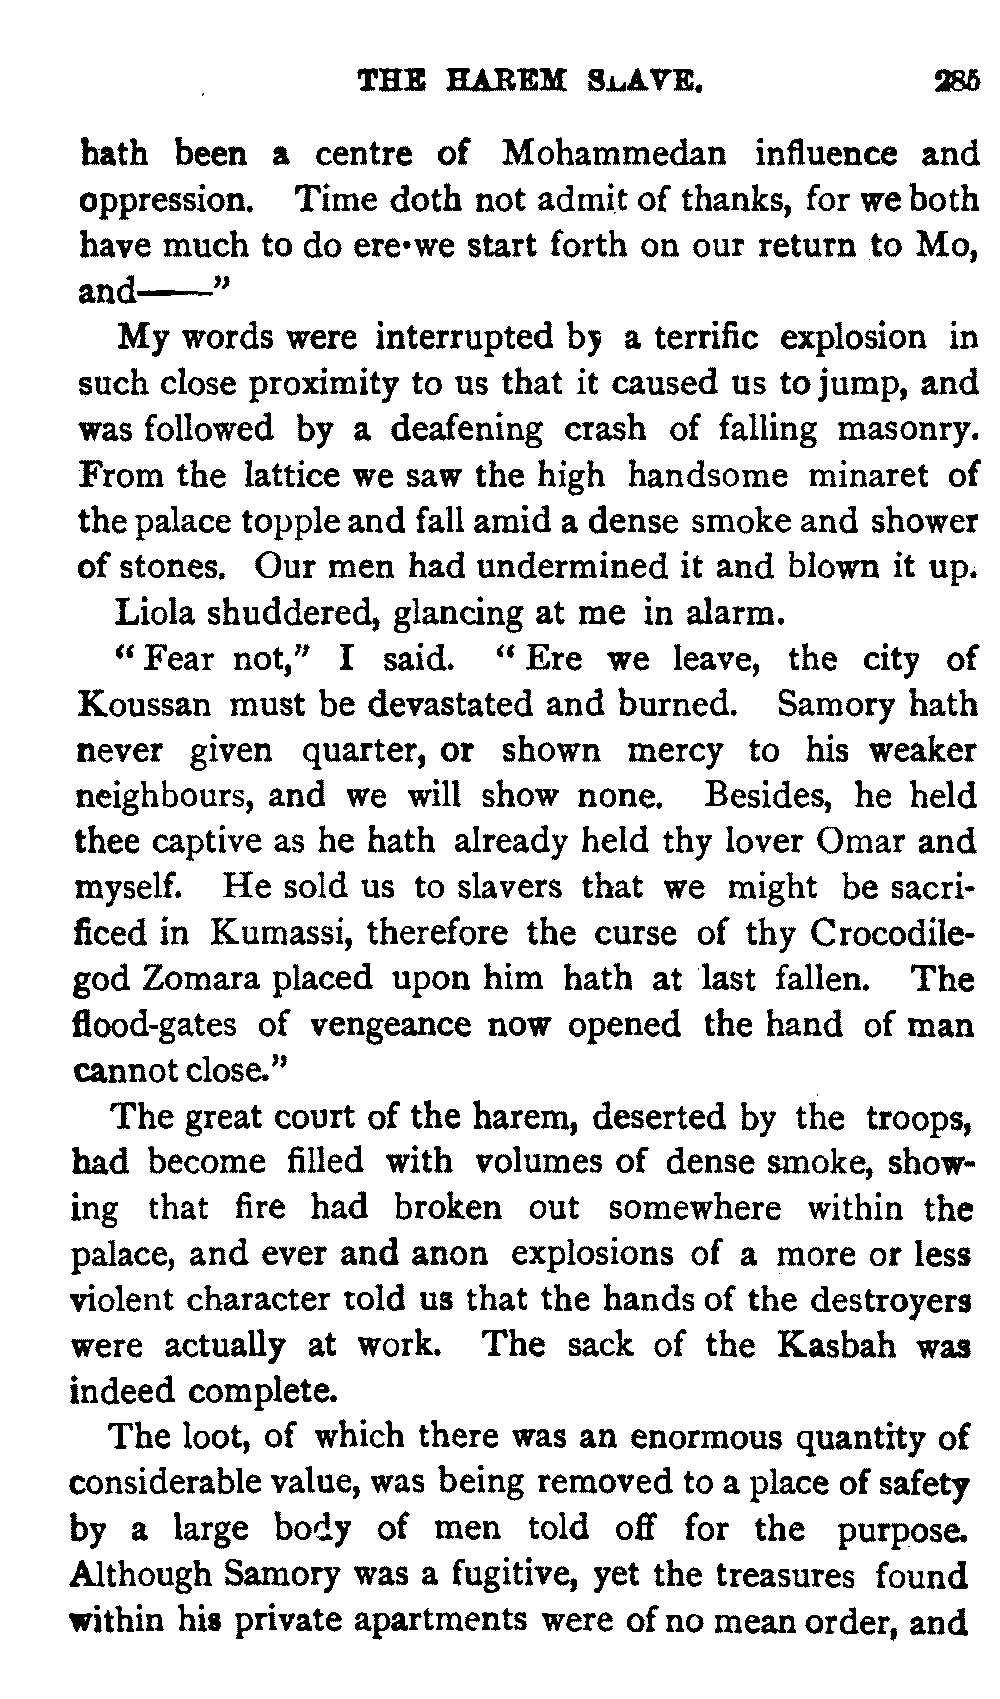 THE HAREM SLAVE. 285
hath been a centre of Mohammedan influence and
oppression. Time doth not admit of thanks, for we both
have much to do ere we start forth on our return to Mo,
and——"
My words were interrupted by a terrific explosion in
such close proximity to us that it caused us to jump, and
was followed by a deafening crash of falling masonry.
From the lattice we saw the high handsome minaret of
the palace topple and fall amid a dense smoke and shower
of stones. Our men had undermined it and blown it up.
Liola shuddered, glancing at me in alarm.
"Fear not," I said. "Ere we leave, the city of
Koussan must be devastated and burned. Samory hath
never given quarter, or shown mercy to his weaker
neighbours, and we will show none. Besides, he held
thee captive as he hath already held thy lover Omar and
myself. He sold us to slavers that we might be sacri-
ficed in Kumassi, therefore the curse of thy Crocodile-
god Zomara placed upon him hath at last fallen. The
flood-gates of vengeance now opened the hand of man
cannot close."
The great court of the harem, deserted by the troops,
had become filled with volumes of dense smoke, show-
ing that fire had broken out somewhere within the
palace, and ever and anon explosions of a more or less
violent character told us that the hands of the destroyers
were actually at work. The sack of the Kasbah was
indeed complete.
The loot, of which there was an enormous quantity of
considerable value, was being removed to a place of safety
by a large body of men told off for the purpose.
Although Samory was a fugitive, yet the treasures found
within his private apartments were of no mean order, and